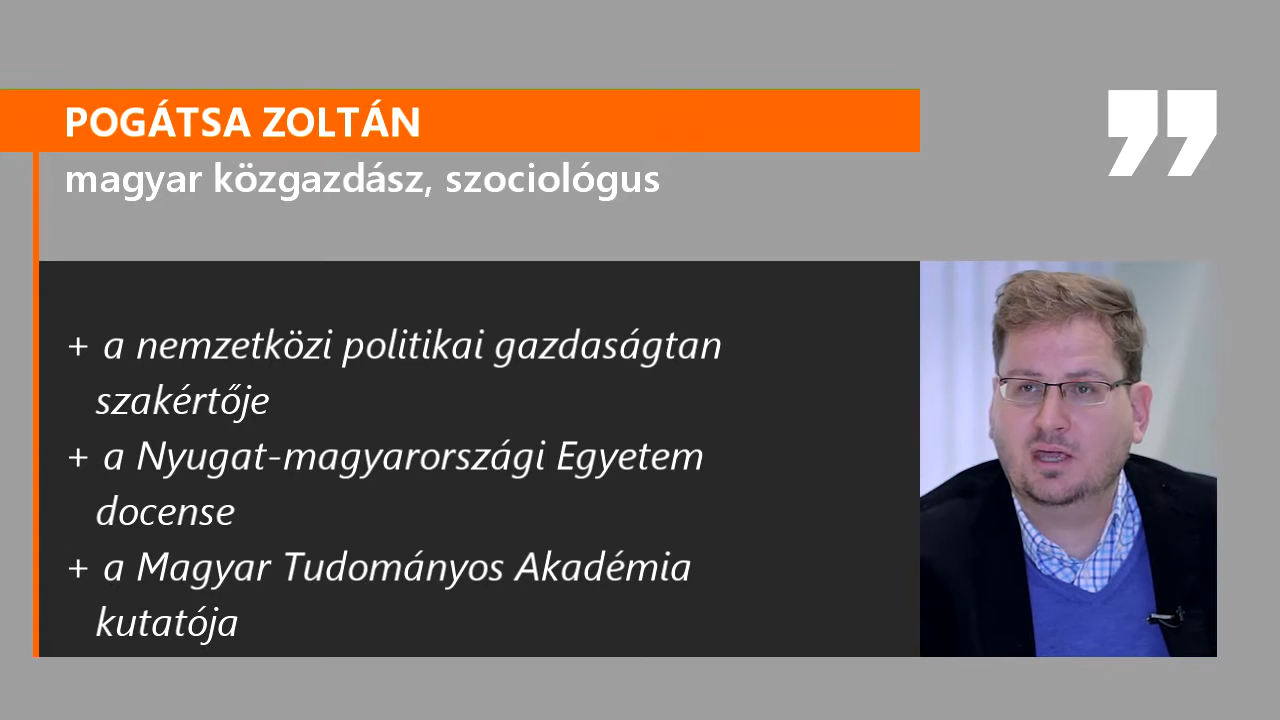 POGÁTSA ZOLTÁN
magyar közgazdász, szociológus
+ a nemzetközi politikai gazdaságtan
szakértője
+ a Nyugat-magyarországi Egyetem
docense
+ a Magyar Tudományos Akadémia
kutatója